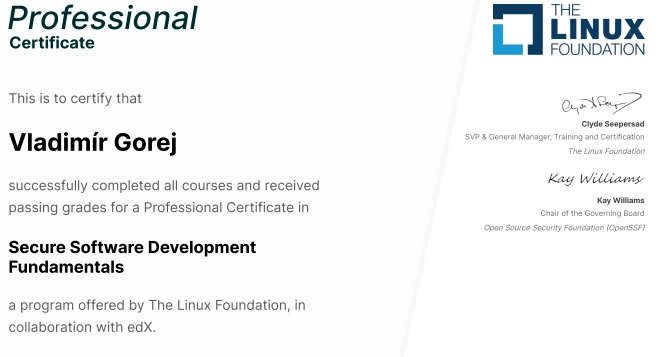 Professional
Certificate
This is to certify that
Vladimír Gorej
successfully completed all courses and received
passing grades for a Professional Certificate in
Secure Software Development
Fundamentals
a program offered by The Linux Foundation, in
collaboration with edX.
THE
LINUX
FOUNDATION
Clyde Seepersad
SVP & General Manager, Training and Certification
The Linux Foundation
Kay Williams
Kay Williams
Chair of the Governing Board
Open Source Security Foundation (OpenSSF)